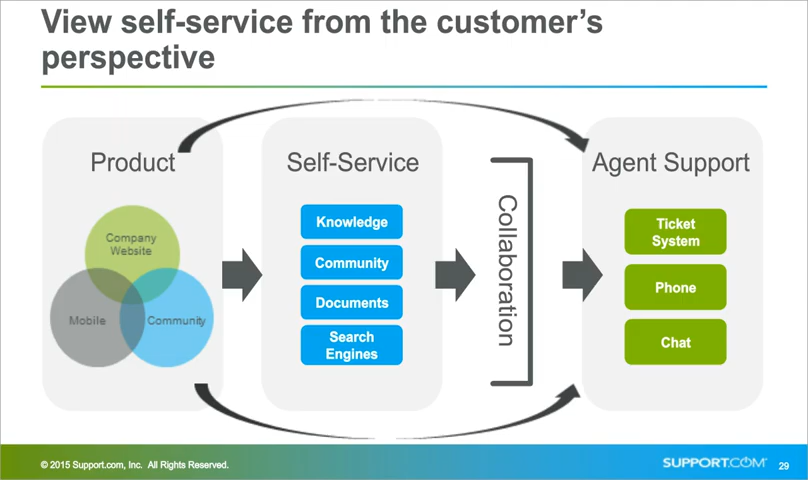 View self-service from the customer's
perspective
Product
Company
Website
Mobile
Community
Self-Service
Knowledge
Community
Documents
Search
Engines
Collaboration
Agent Support
Ticket
System
Phone
Chat
© 2015 Support.com, Inc. All Rights Reserved.
SUPPORT.COM
29